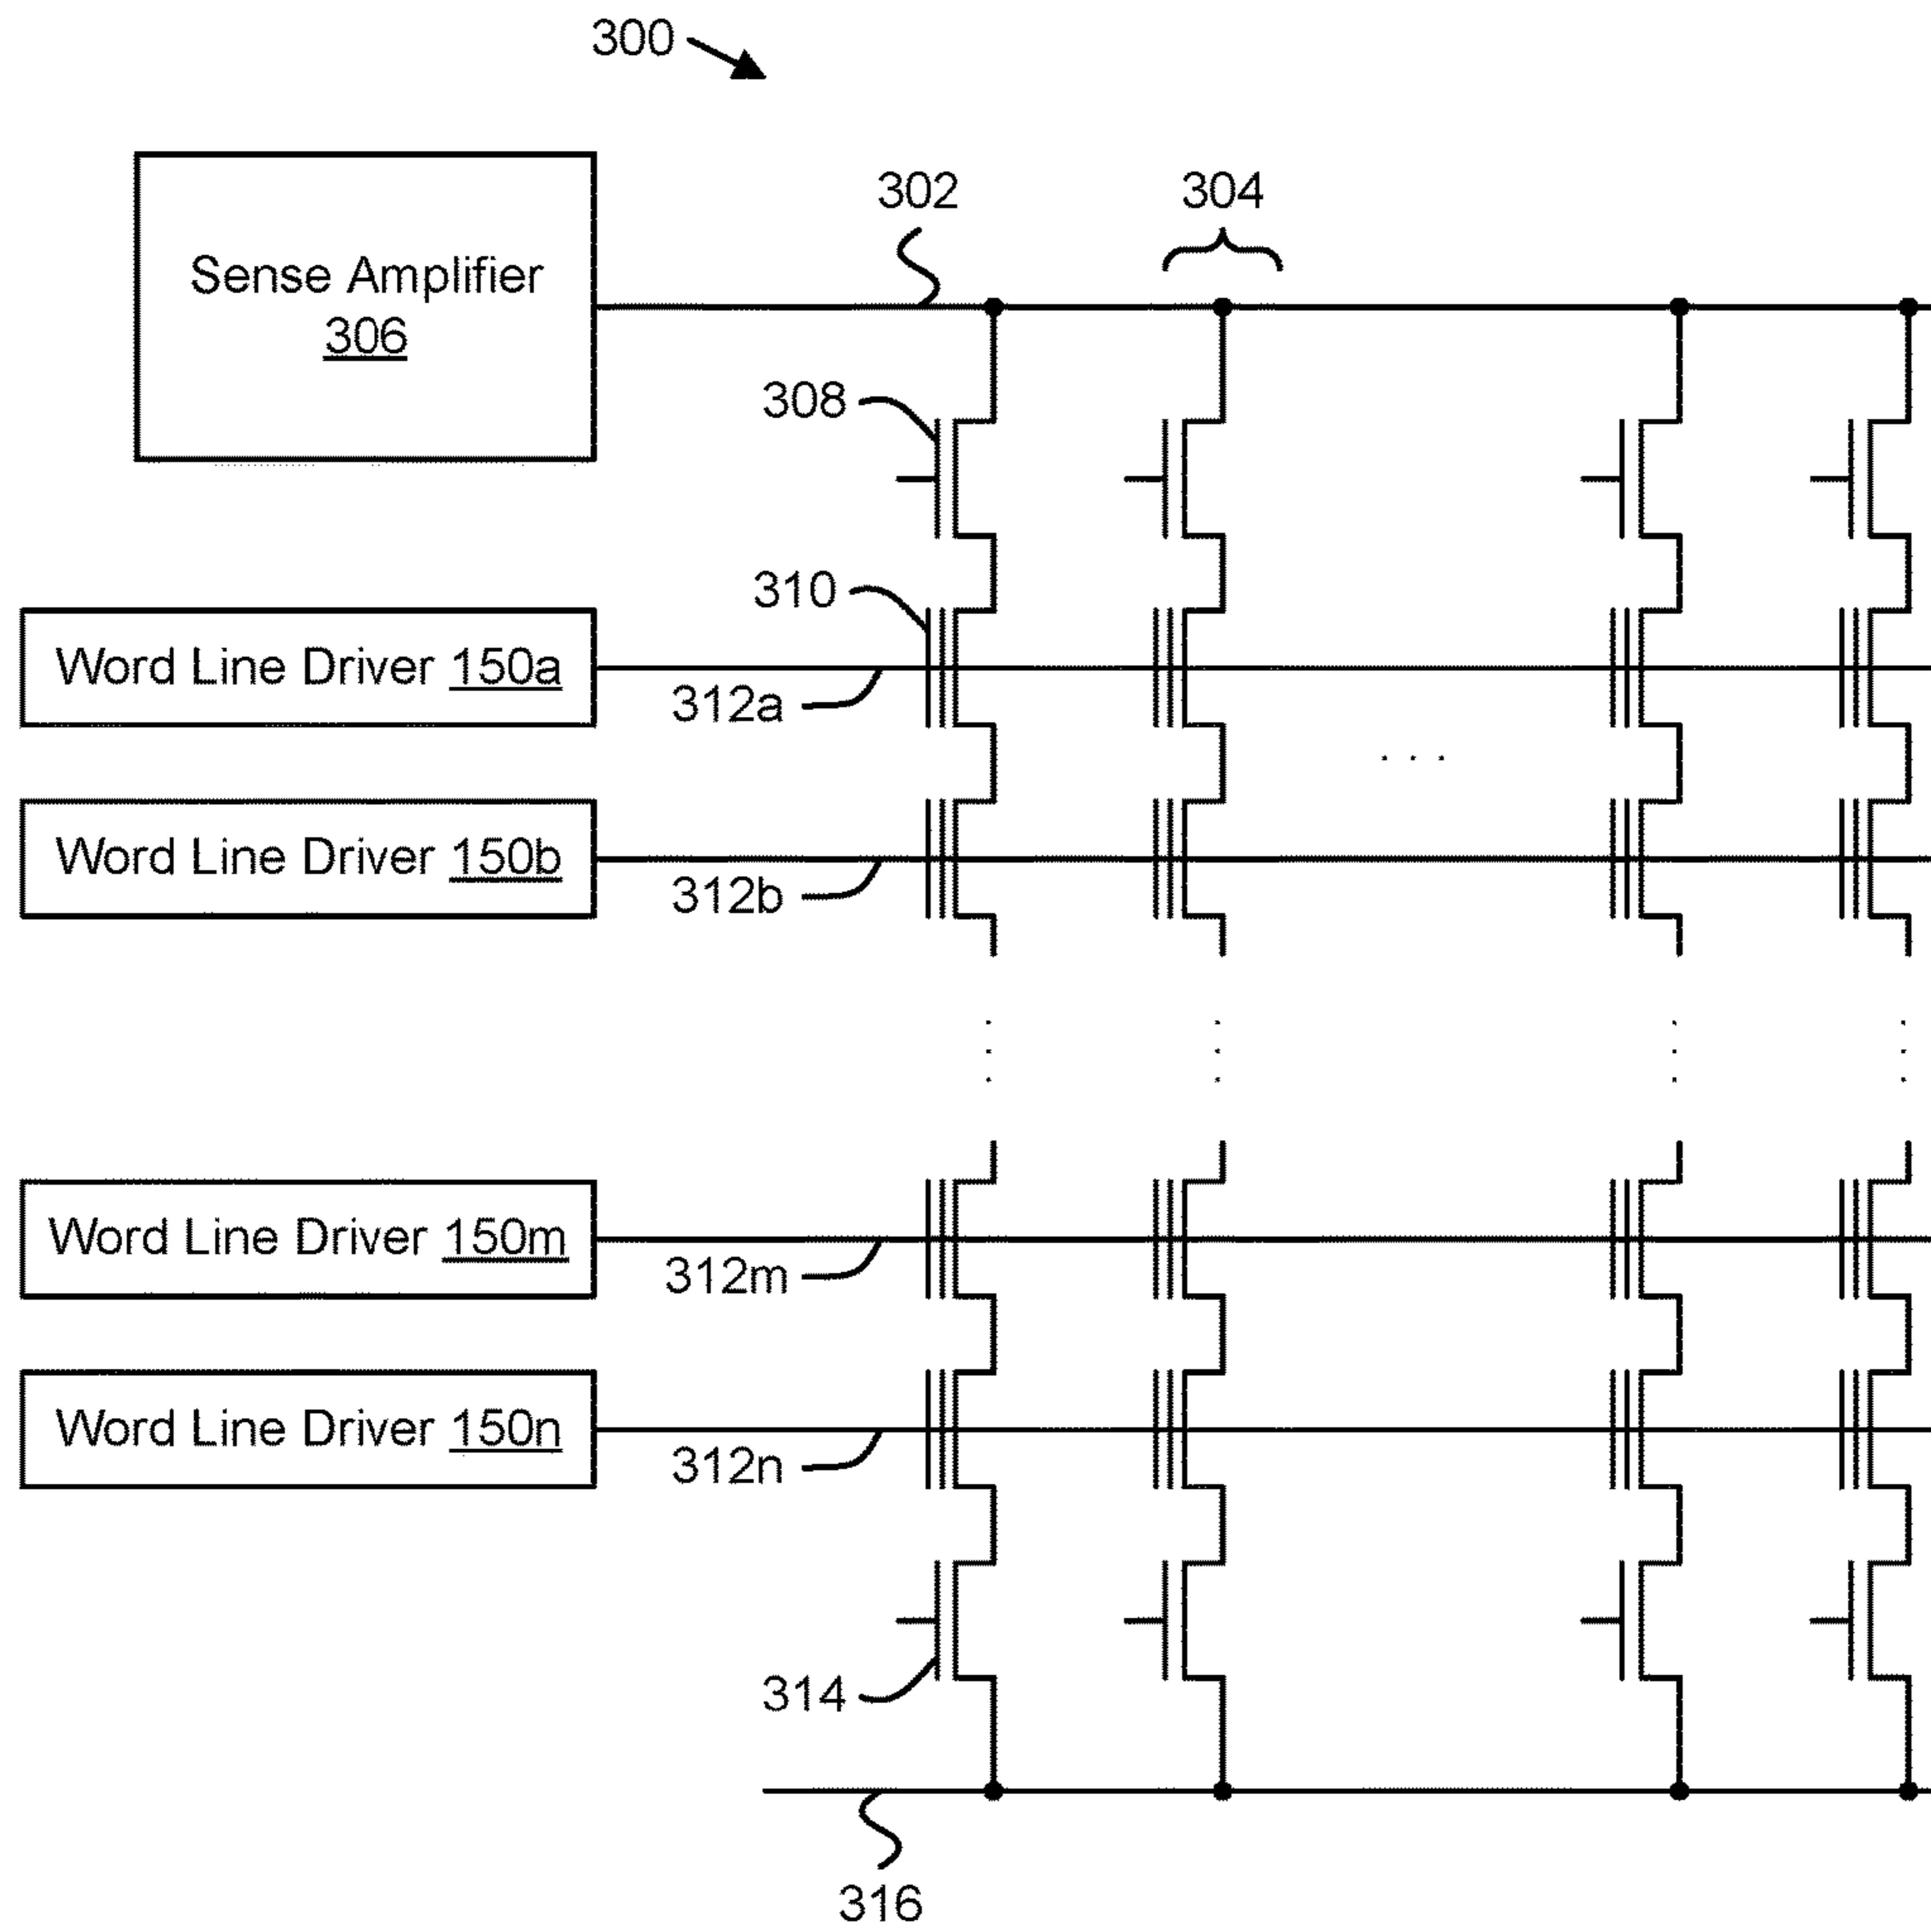 300
302
304
Sense Amplifier
306
308
310
Word Line Driver 150a
312a
Word Line Driver 150b
312b
Word Line Driver 150m
312m
Word Line Driver 150n
312n
314
316